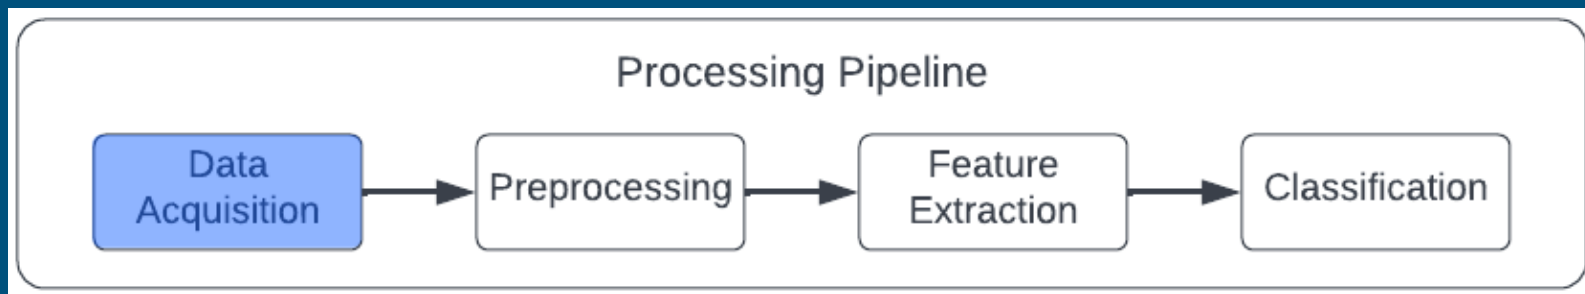 Processing Pipeline
Data
Acquisition
Preprocessing
Feature
Extraction
Classification